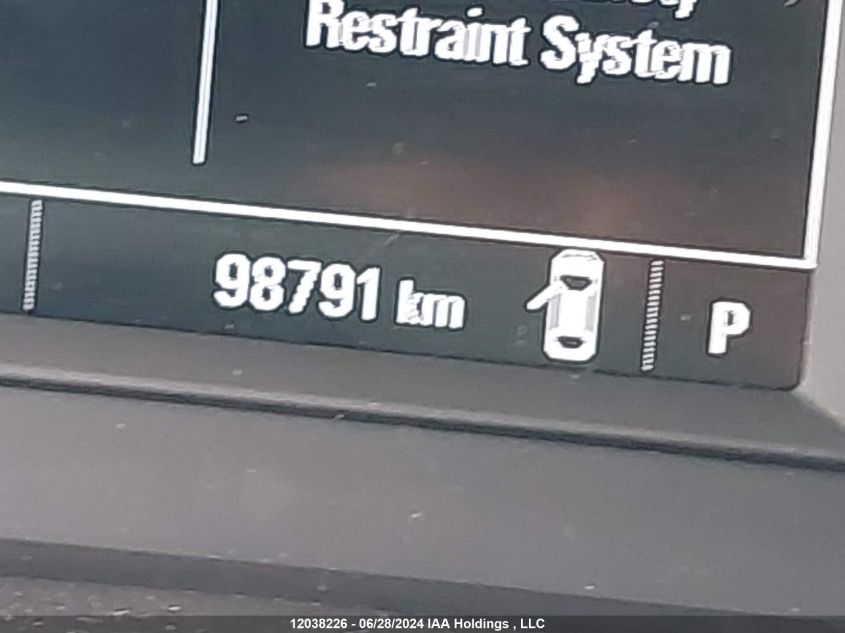 Restraint System
98791 km
P
12038226 - 06/28/2024 IAA Holdings , LLC